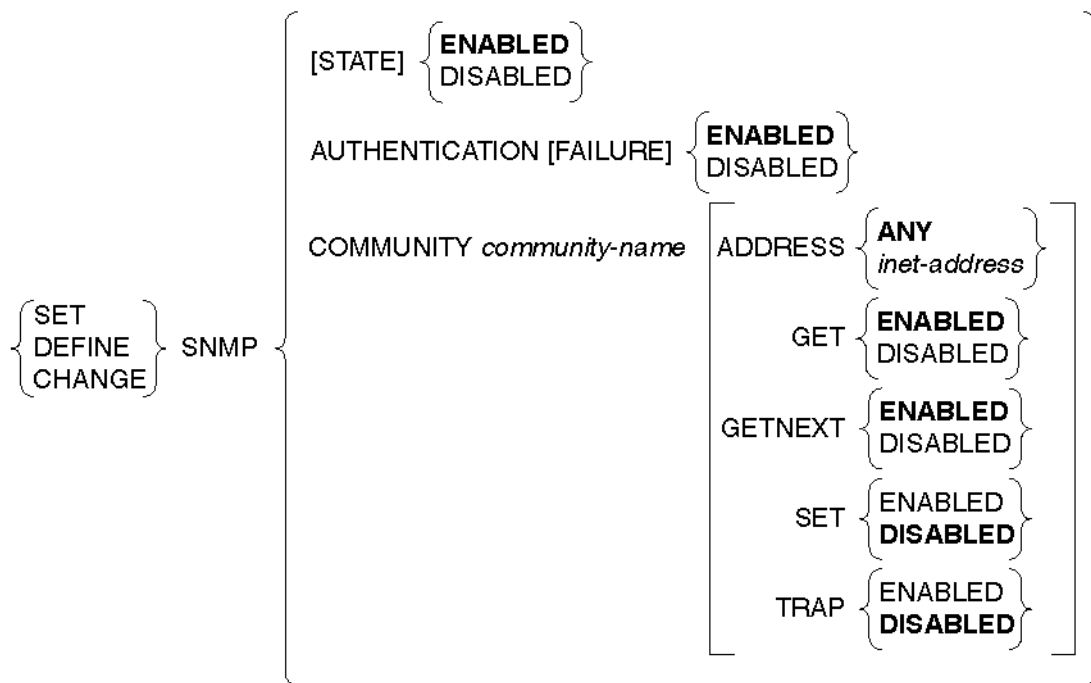 [STATE] ENABLED
DISABLED
AUTHENTICATION [FAILURE] ENABLED
DISABLED
COMMUNITY community-name ADDRESS ANY
inet-address
SET
DEFINE
CHANGE
SNMP
GET ENABLED
DISABLED
GETNEXT ENABLED
DISABLED
SET ENABLED
DISABLED
TRAP ENABLED
DISABLED